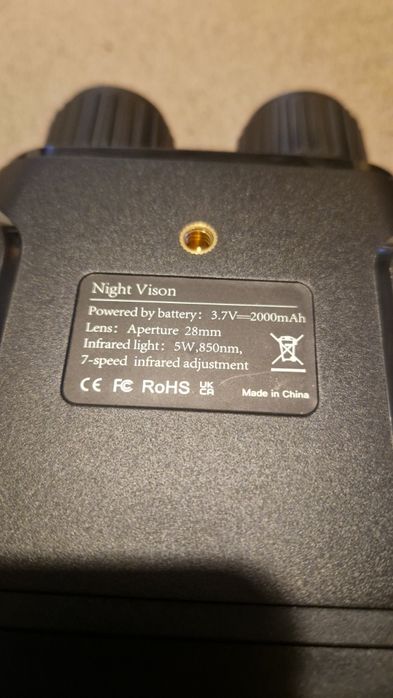 Night Vison
Powered by battery: 3.7V⎓2000mAh
Lens: Aperture 28mm
Infrared light: 5W,850nm,
7-speed infrared adjustment
CE FC RoHS UK
CA
Made in China